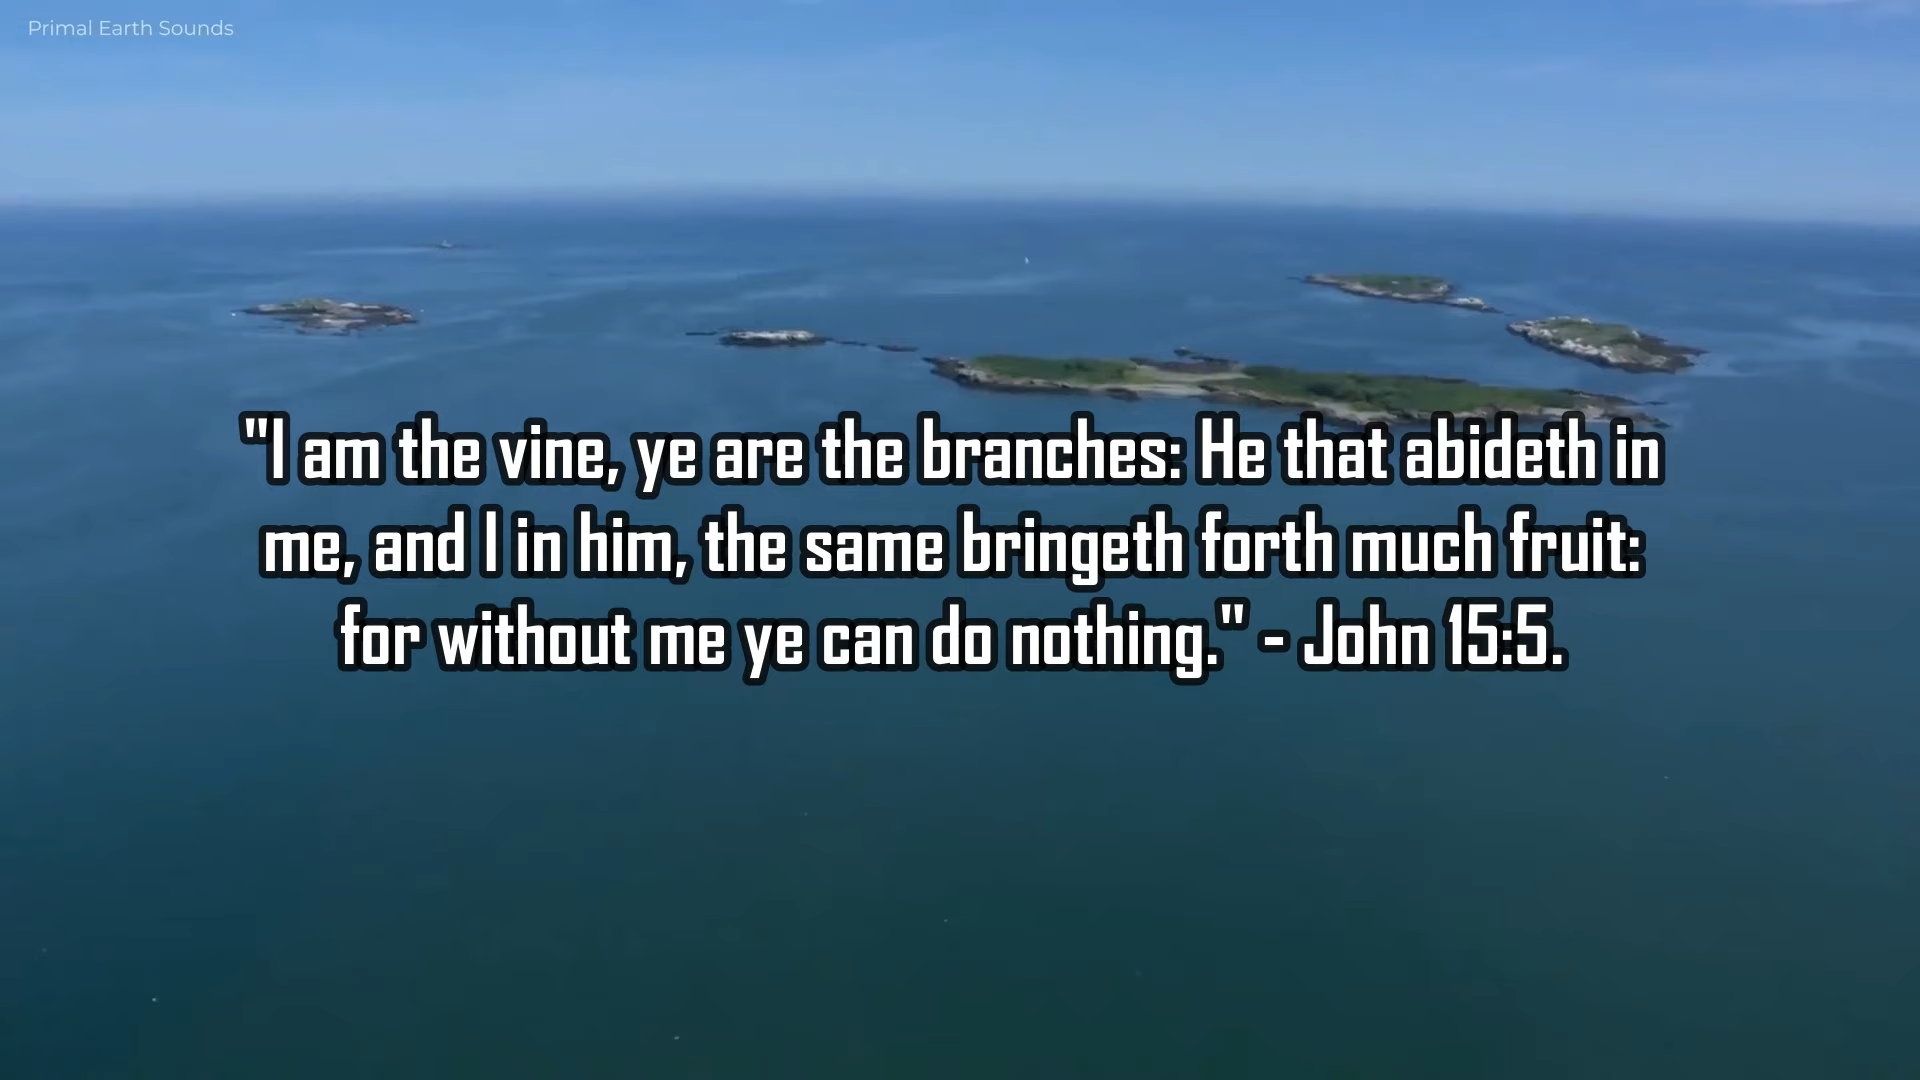 Primal Earth Sounds
"I am the vine, ye are the branches: He that abideth in
me, and I in him, the same bringeth forth much fruit:
for without me ye can do nothing." - John 15:5.